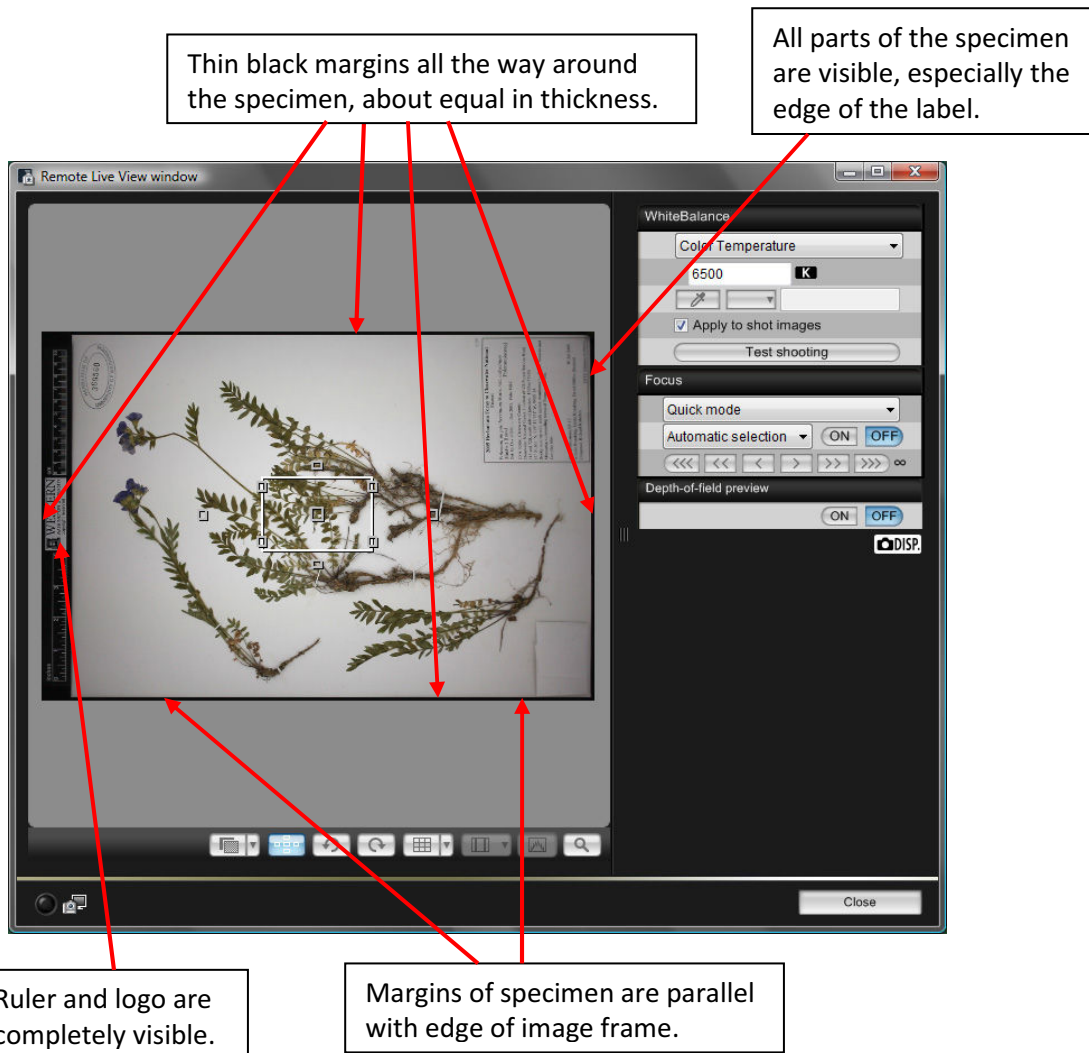 Thin black margins all the way around
the specimen, about equal in thickness.
All parts of the specimen
are visible, especially the
edge of the label.
Remote Live View window
WhiteBalance
Color Temperature
6500
K
Apply to shot images
Test shooting
Focus
Quick mode
Automatic selection
ON OFF
<<< << < > >> >>> ∞
Depth-of-field preview
ON OFF
DISP.
359540
WESTERN
Close
Ruler and logo are
completely visible.
Margins of specimen are parallel
with edge of image frame.